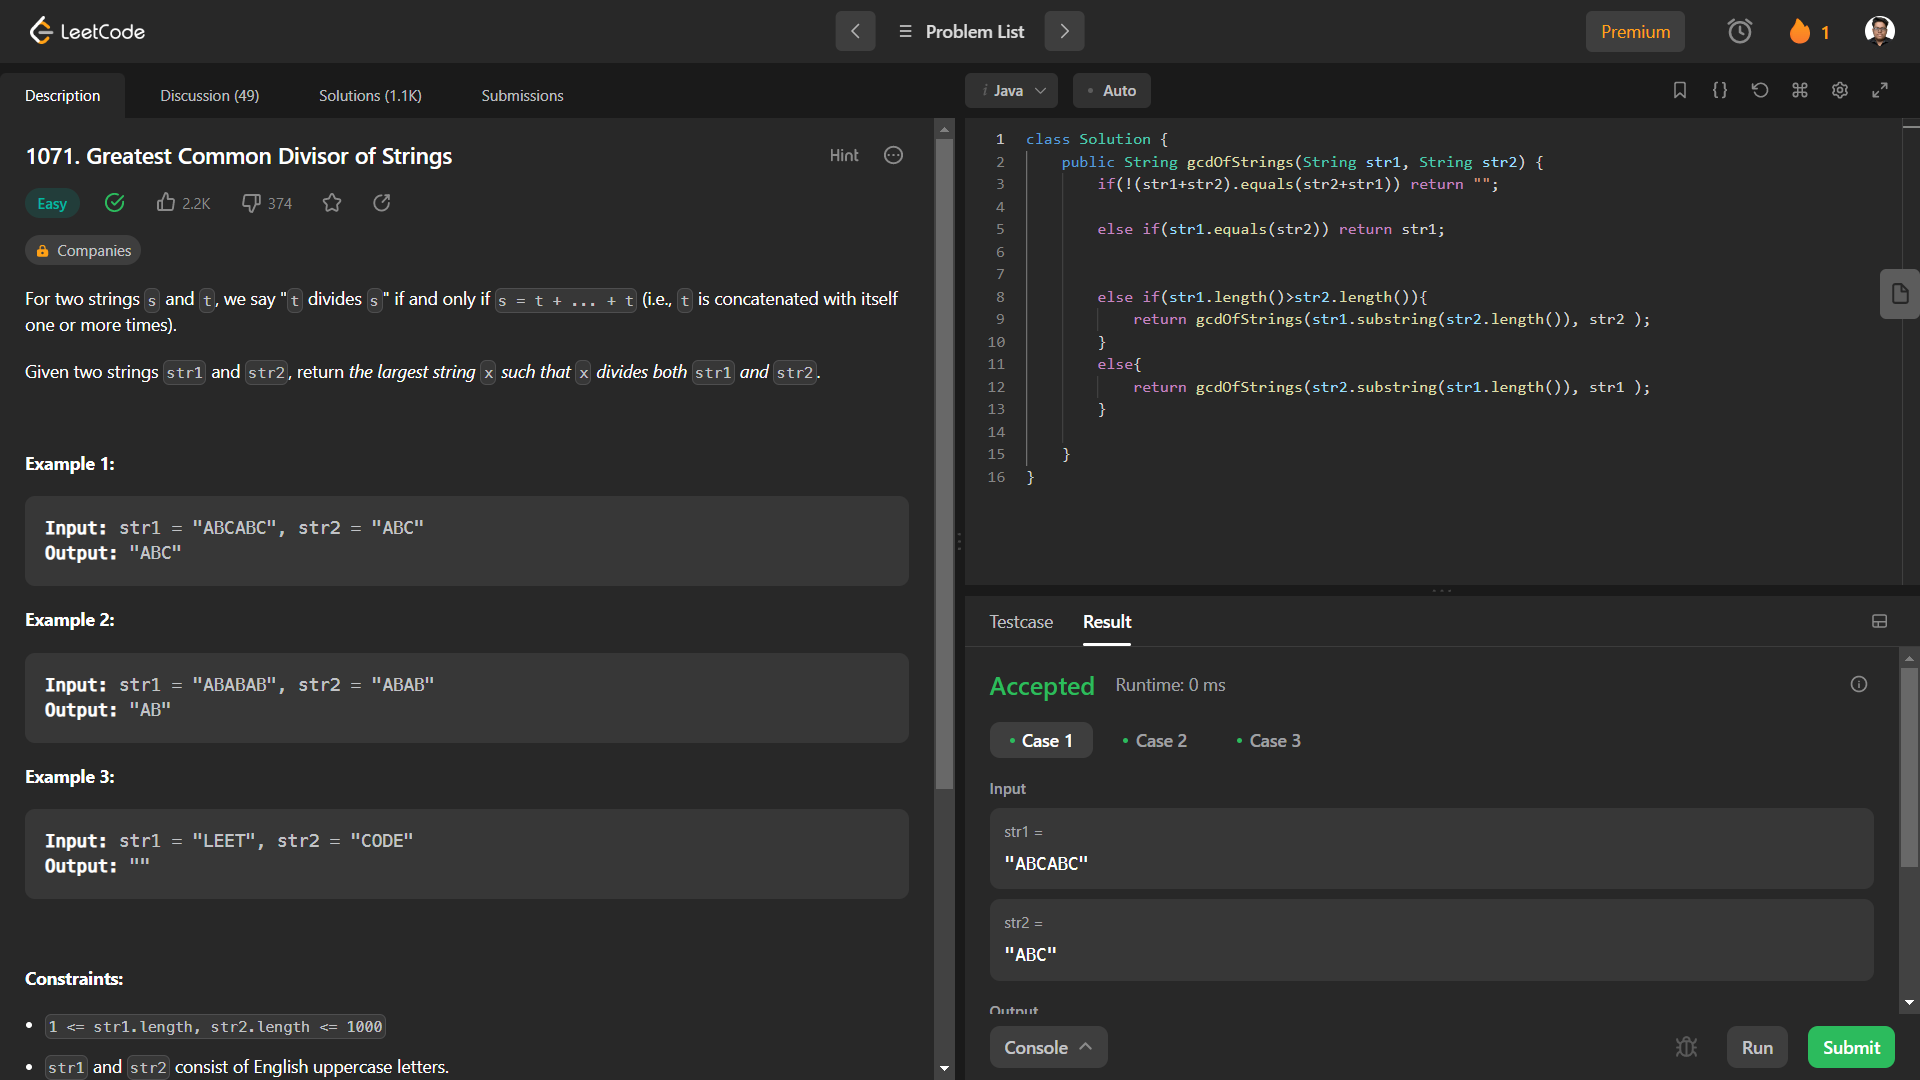 LeetCode
Problem List
Premium
1
Description
Discussion (49)
Solutions (1.1K)
Submissions
1071. Greatest Common Divisor of Strings
Hint
Easy
2.2K
374
Companies
For two strings s and t, we say "t divides s" if and only if s = t + ... + t (i.e., t is concatenated with itself
one or more times).
Given two strings str1 and str2, return the largest string x such that x divides both str1 and str2.
Example 1:
Input: str1 = "ABCABC", str2 = "ABC"
Output: "ABC"
Example 2:
Input: str1 = "ABABAB", str2 = "ABAB"
Output: "AB"
Example 3:
Input: str1 = "LEET", str2 = "CODE"
Output: ""
Constraints:
• 1 <= str1.length, str2.length <= 1000
• str1 and str2 consist of English uppercase letters.
i Java
• Auto
1 class Solution {
2 public String gcdOfStrings(String str1, String str2) {
3 if(!(str1+str2).equals(str2+str1)) return "";
4
5 else if(str1.equals(str2)) return str1;
6
7
8 else if(str1.length()>str2.length()){
9 return gcdOfStrings(str1.substring(str2.length()), str2 );
10 }
11 else{
12 return gcdOfStrings(str2.substring(str1.length()), str1 );
13 }
14
15 }
16 }
Testcase
Result
Accepted
Runtime: 0 ms
• Case 1
• Case 2
• Case 3
Input
str1 =
"ABCABC"
str2 =
"ABC"
Output
Console
Run
Submit